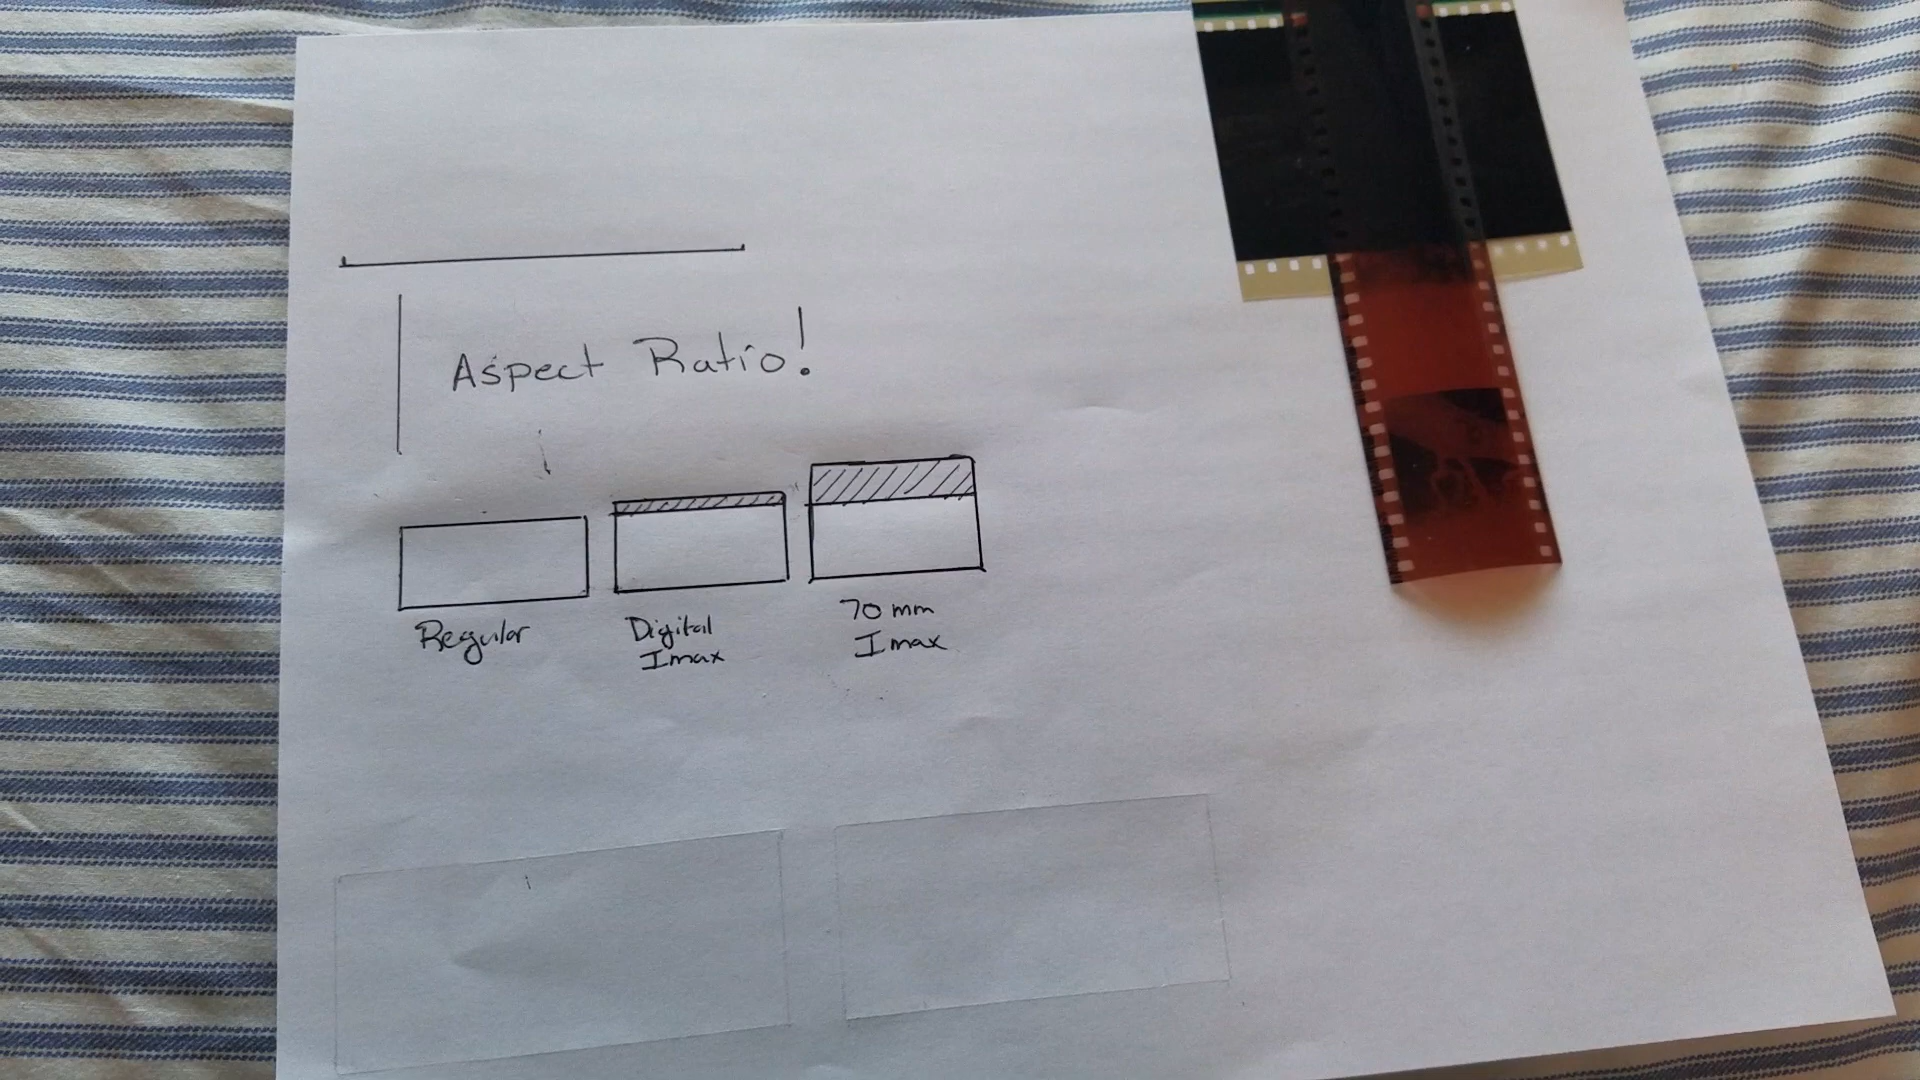 Aspect Ratio!
Regular
Digital
Imax
70 mm
Imax